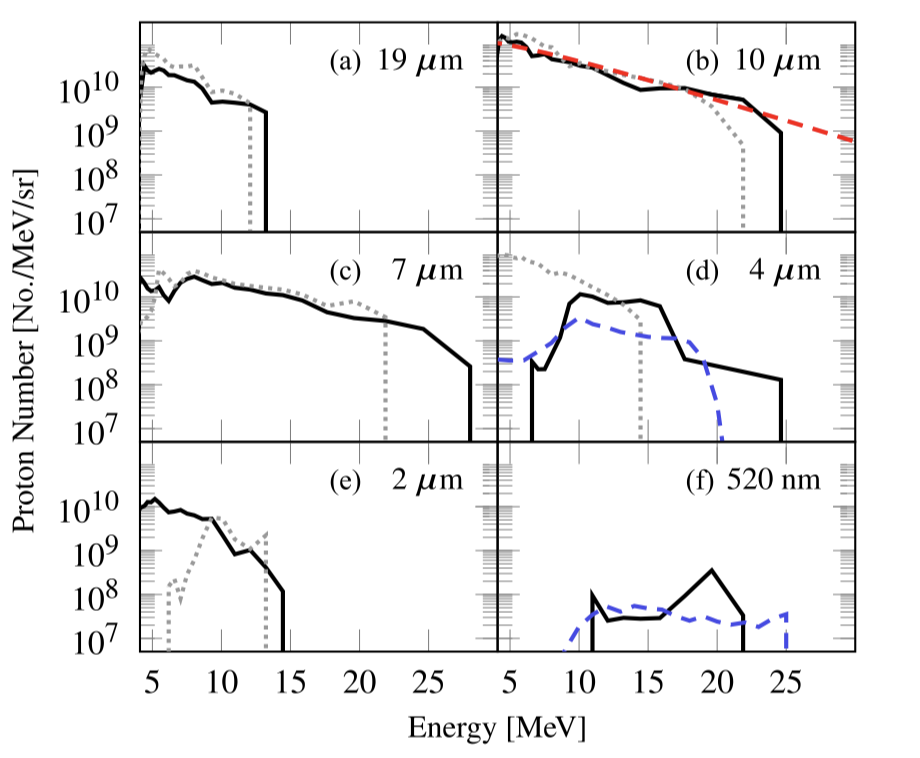 (a) 19 μm
(b) 10 μm
10^10
10^9
10^8
10^7
(c) 7 μm
(d) 4 μm
10^10
10^9
10^8
10^7
(e) 2 μm
(f) 520 nm
10^10
10^9
10^8
10^7
Proton Number [No./MeV/sr]
5 10 15 20 25 5 10 15 20 25
Energy [MeV]